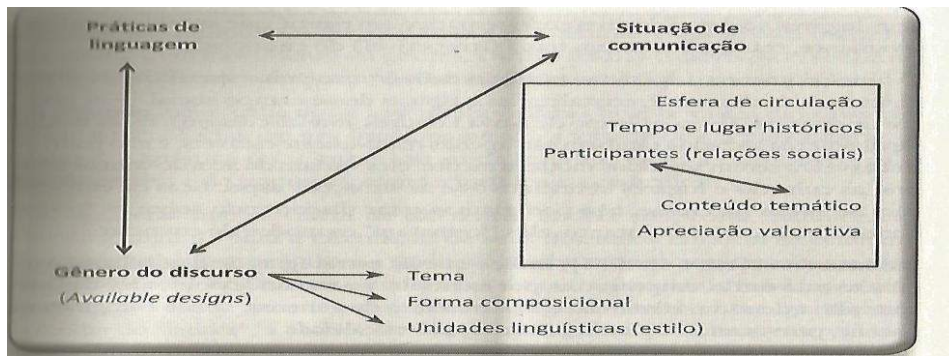 Práticas de
linguagem
Situação de
comunicação
Esfera de circulação
Tempo e lugar históricos
Participantes (relações sociais)
Conteúdo temático
Apreciação valorativa
Gênero do discurso
(Available designs)
Tema
Forma composicional
Unidades linguísticas (estilo)